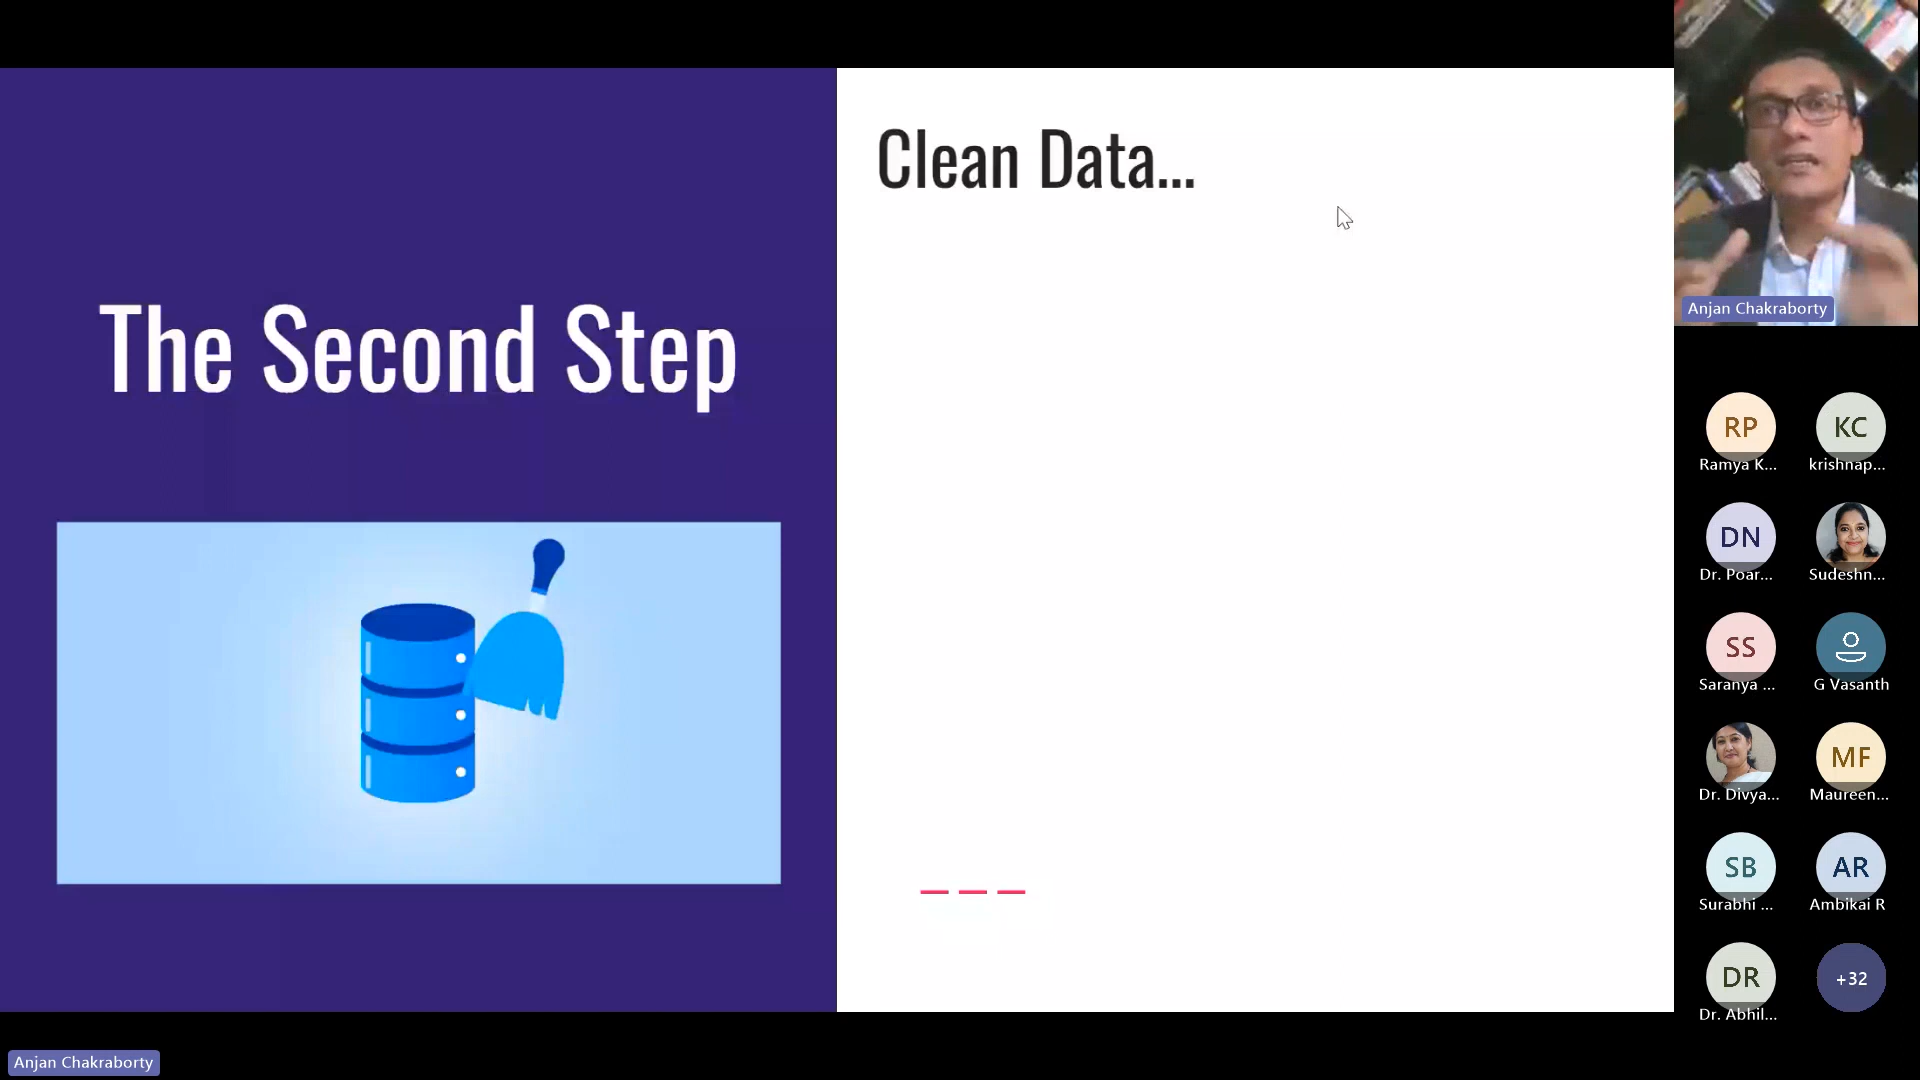 The Second Step
Clean Data...
Anjan Chakraborty
RP
Ramya K...
KC
krishnap...
DN
Dr. Poar...
Sudeshn...
SS
Saranya ...
G Vasanth
Dr. Divya...
MF
Maureen...
SB
Surabhi ...
AR
Ambikai R
DR
Dr. Abhil...
+32
Anjan Chakraborty